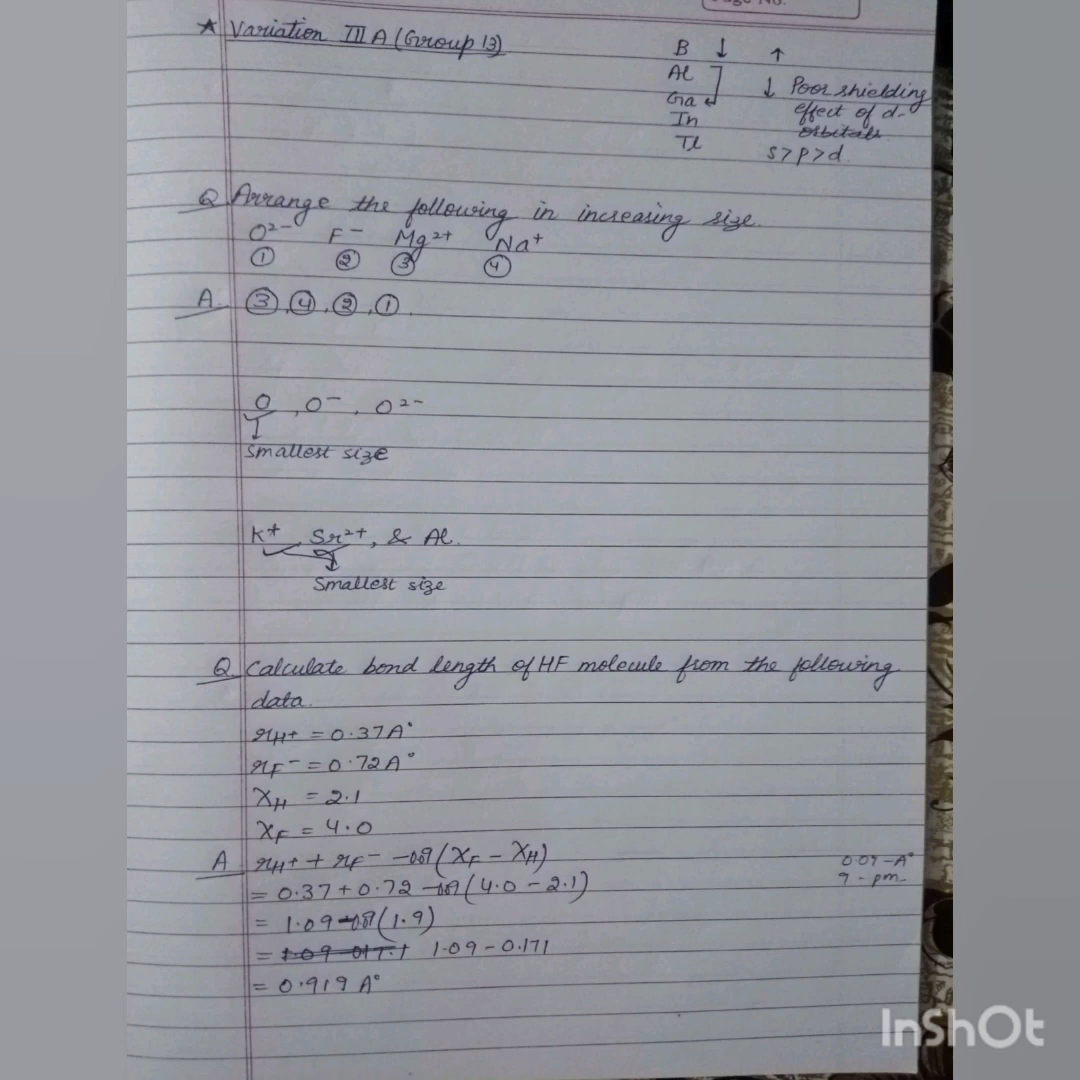 Page No.
★ Variation III A (Group 13)
B ↓ ↑
Al
Ga ↓ Poor shielding
In effect of d-
Tl orbitals
s>p>d.
Q Arrange the following in increasing size.
O²⁻ F⁻ Mg²⁺ Na⁺
① ② ③ ④
A. ③, ④, ②, ①.
O, O⁻, O²⁻
Smallest size
K⁺, Sr²⁺, & Al.
Smallest size
Q Calculate bond length of HF molecule from the following
data.
rH⁺ = 0.37A°
rF⁻ = 0.72A°
XH = 2.1
XF = 4.0
A rH⁺ + rF⁻ -0.09(XF - XH)
0.09-A°
= 0.37+0.72 -0.09(4.0-2.1)
9-pm
= 1.09-0.09(1.9)
= 1.09-0.171
= 0.919 A°
InShOt